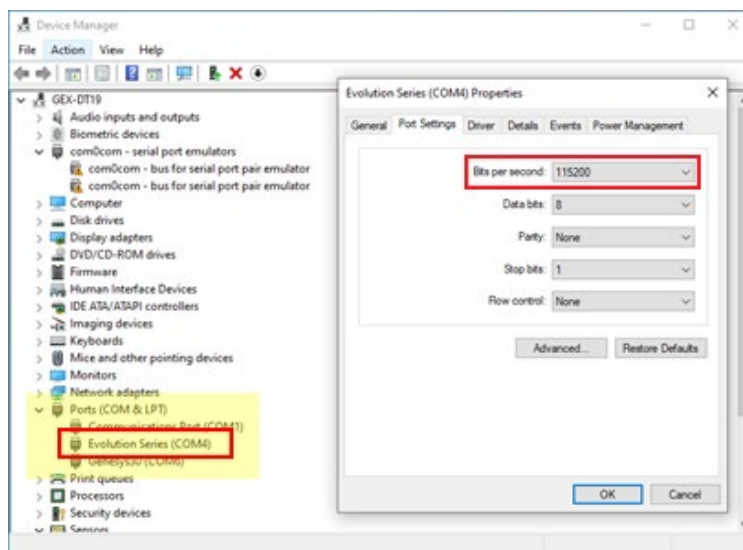 Device Manager
File Action View Help
GEX-DT19
Audio inputs and outputs
Biometric devices
com0com - serial port emulators
com0com - bus for serial port pair emulator
com0com - bus for serial port pair emulator
Computer
Disk drives
Display adapters
DVD/CD-ROM drives
Firmware
Human Interface Devices
IDE ATA/ATAPI controllers
Imaging devices
Keyboards
Mice and other pointing devices
Monitors
Network adapters
Ports (COM & LPT)
Communications Port (COM1)
Evolution Series (COM4)
Genesys30 (COM6)
Print queues
Processors
Security devices
Sensors
Evolution Series (COM4) Properties
General Port Settings Driver Details Events Power Management
Bits per second: 115200
Data bits: 8
Parity: None
Stop bits: 1
Flow control: None
Advanced... Restore Defaults
OK Cancel